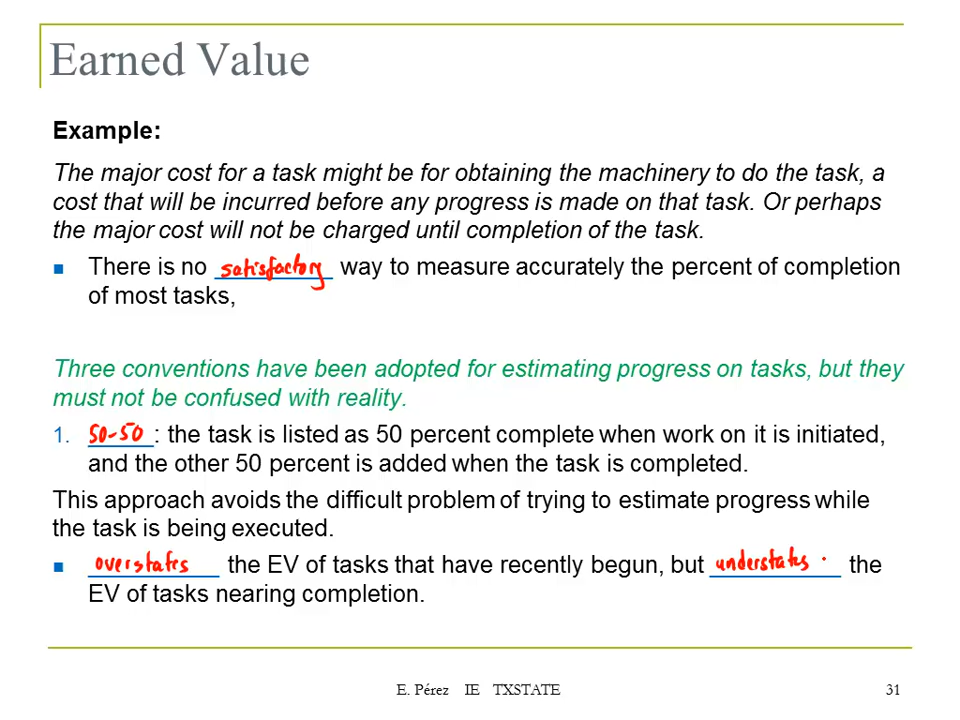 Earned Value
Example:
The major cost for a task might be for obtaining the machinery to do the task, a
cost that will be incurred before any progress is made on that task. Or perhaps
the major cost will not be charged until completion of the task.
There is no satisfactory way to measure accurately the percent of completion
of most tasks,
Three conventions have been adopted for estimating progress on tasks, but they
must not be confused with reality.
1. 50-50 : the task is listed as 50 percent complete when work on it is initiated,
and the other 50 percent is added when the task is completed.
This approach avoids the difficult problem of trying to estimate progress while
the task is being executed.
overstates the EV of tasks that have recently begun, but understates the
EV of tasks nearing completion.
E. Pérez IE TXSTATE 31